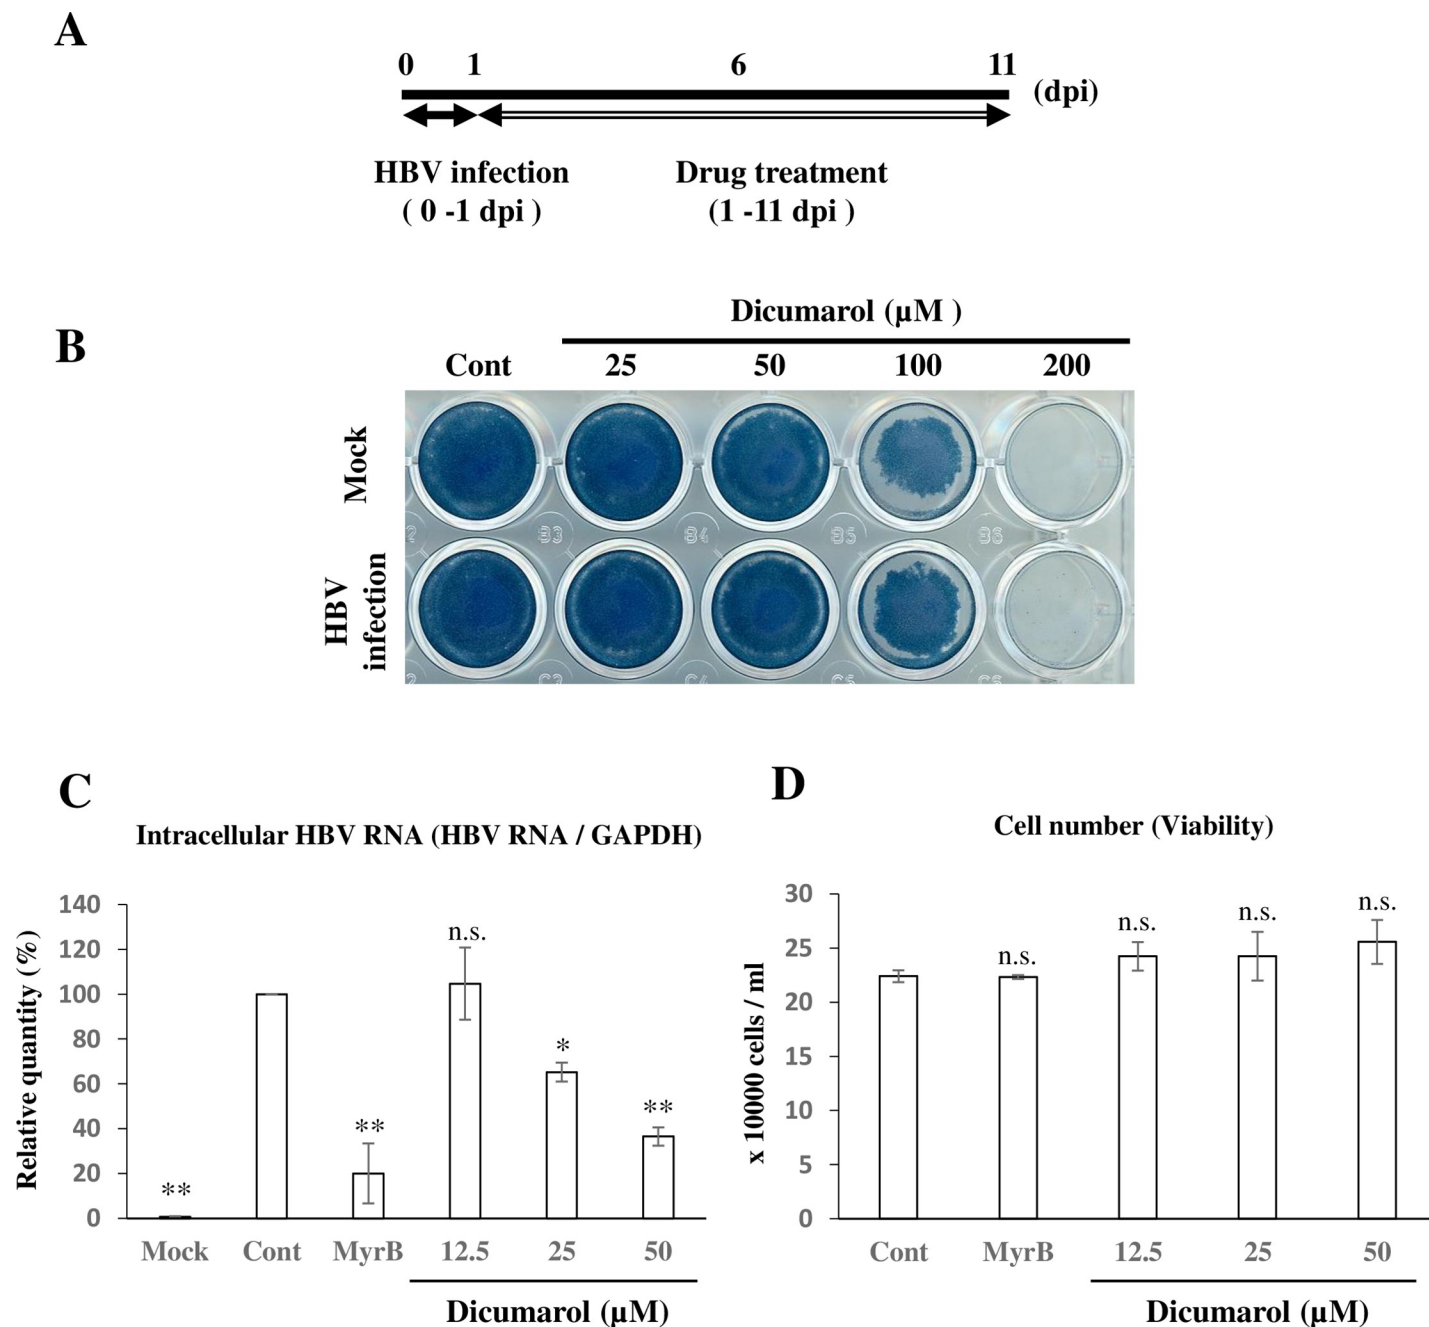 A
0 1 6 11 (dpi)
HBV infection
( 0 -1 dpi )
Drug treatment
(1 -11 dpi )
B
Dicumarol (µM )
Cont 25 50 100 200
Mock
HBV
infection
B3 B4 B5 B6
C3 C4
C
Intracellular HBV RNA (HBV RNA / GAPDH)
Relative quantity (%)
140
120
100
80
60
40
20
0
**
**
n.s.
*
**
Mock Cont MyrB 12.5 25 50
Dicumarol (µM)
D
Cell number (Viability)
x 10000 cells / ml
30
25
20
15
10
5
0
n.s.
n.s.
n.s.
n.s.
Cont MyrB 12.5 25 50
Dicumarol (µM)